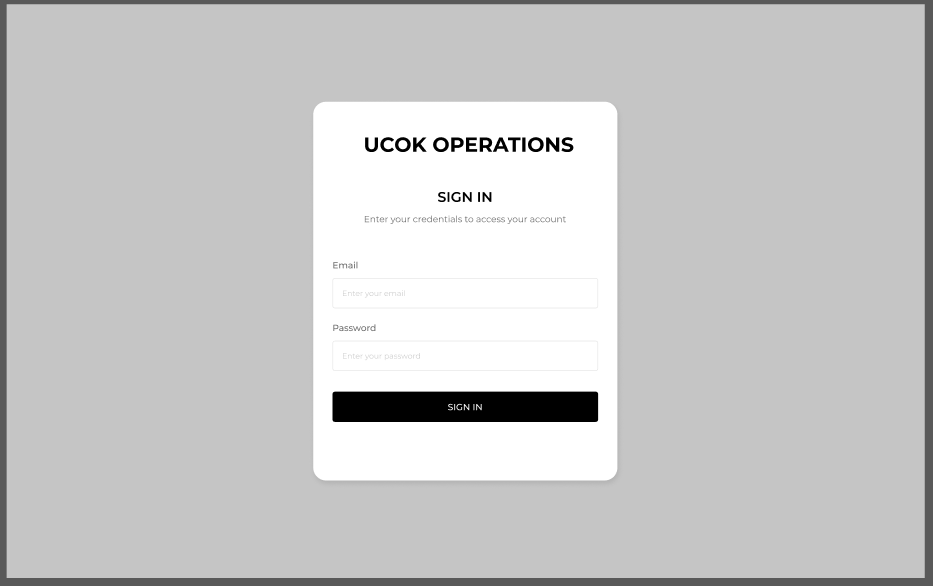 UCOK OPERATIONS
SIGN IN
Enter your credentials to access your account
Email
Enter your email
Password
Enter your password
SIGN IN